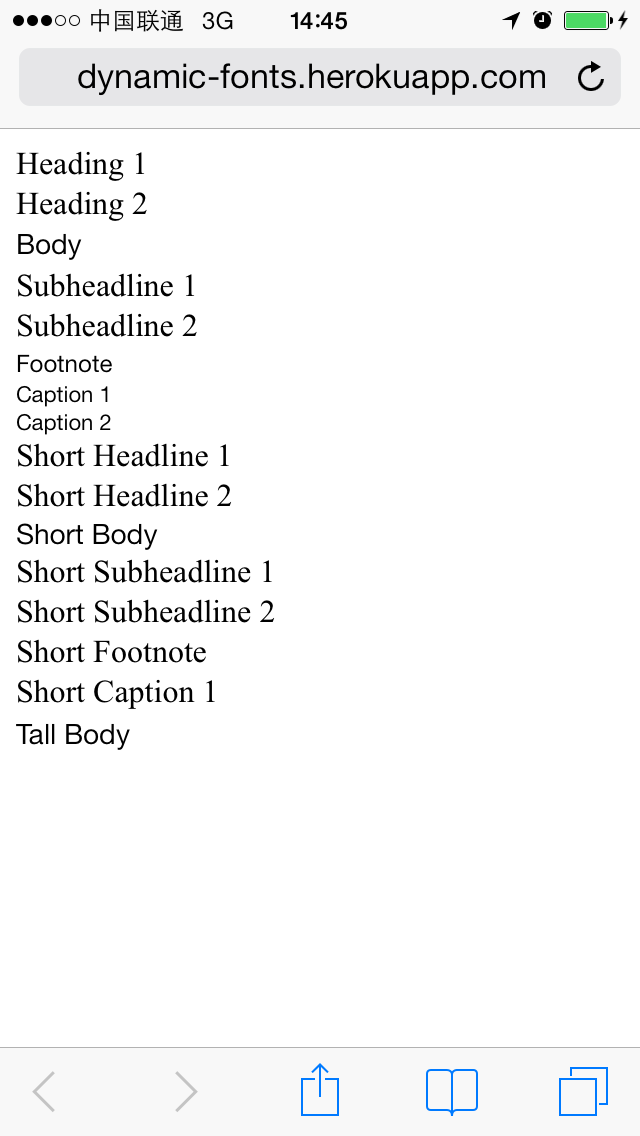 中国联通 3G 14:45
dynamic-fonts.herokuapp.com
Heading 1
Heading 2
Body
Subheadline 1
Subheadline 2
Footnote
Caption 1
Caption 2
Short Headline 1
Short Headline 2
Short Body
Short Subheadline 1
Short Subheadline 2
Short Footnote
Short Caption 1
Tall Body